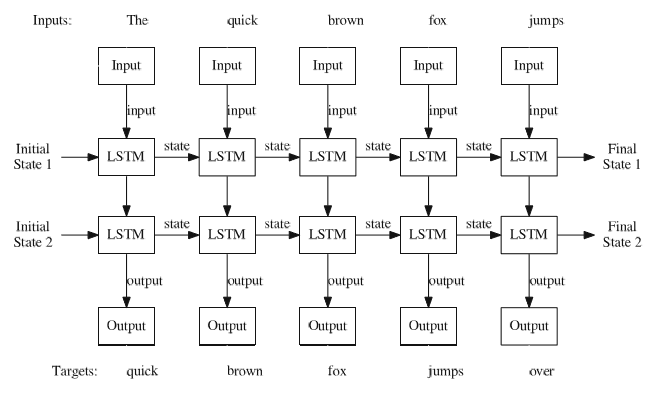 Inputs: The quick brown fox jumps
Input Input Input Input Input
input input input input input
Initial State 1 LSTM state LSTM state LSTM state LSTM state LSTM Final State 1
Initial State 2 LSTM state LSTM state LSTM state LSTM state LSTM Final State 2
output output output output output
Output Output Output Output Output
Targets: quick brown fox jumps over